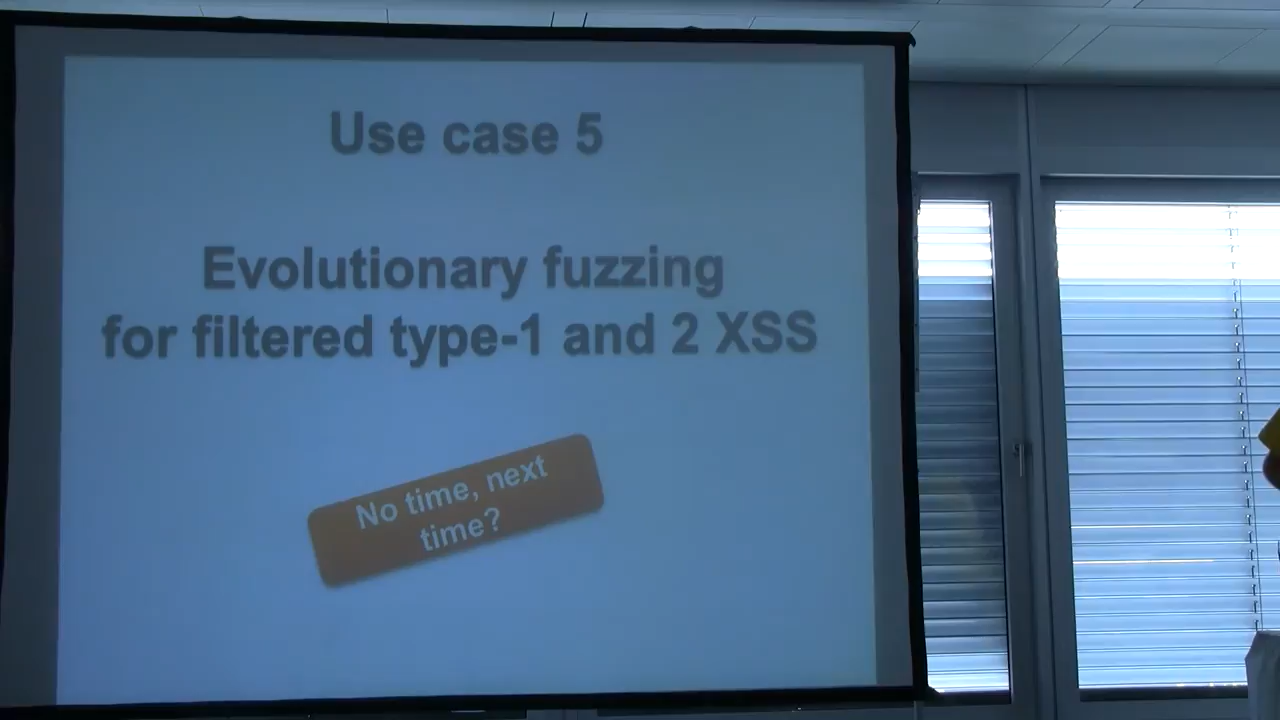 Use case 5
Evolutionary fuzzing
for filtered type-1 and 2 XSS
No time, next
time?